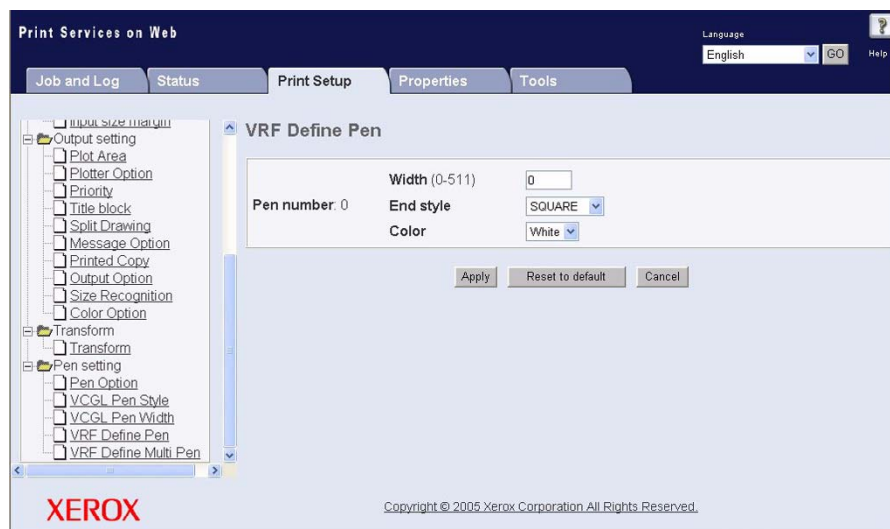 Print Services on Web
Language
English
GO
?
Help
Job and Log
Status
Print Setup
Properties
Tools
Input size margin
Output setting
Plot Area
Plotter Option
Priority
Title block
Split Drawing
Message Option
Printed Copy
Output Option
Size Recognition
Color Option
Transform
Transform
Pen setting
Pen Option
VCGL Pen Style
VCGL Pen Width
VRF Define Pen
VRF Define Multi Pen
VRF Define Pen
Pen number: 0
Width (0-511)
0
End style
SQUARE
Color
White
Apply
Reset to default
Cancel
XEROX
Copyright © 2005 Xerox Corporation All Rights Reserved.